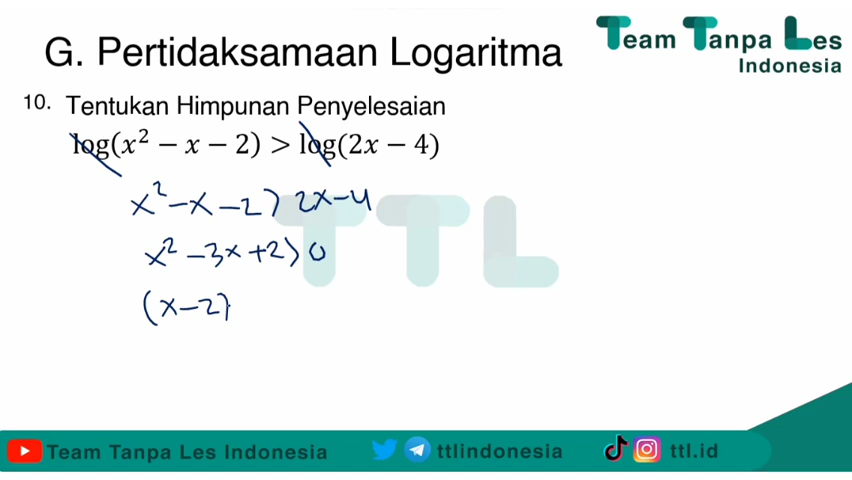 G. Pertidaksamaan Logaritma
Team Tanpa Les
Indonesia
10. Tentukan Himpunan Penyelesaian
log(x² − x − 2) > log(2x − 4)
x² − x − 2 > 2x − 4
x² − 3x + 2 > 0
(x − 2)
TTL
Team Tanpa Les Indonesia ttlindonesia ttl.id